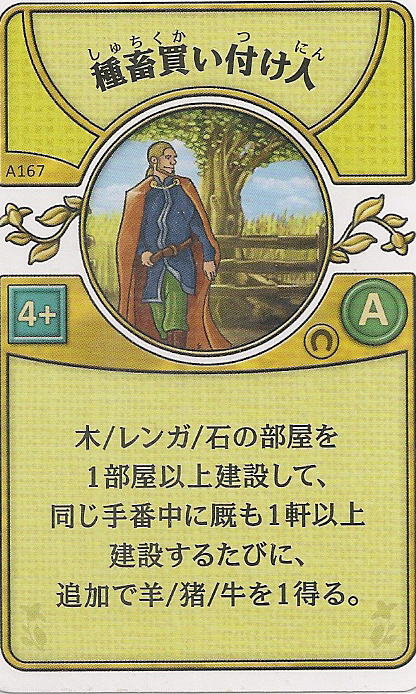 しゅちくか つ にん
種畜買い付け人
A167
4+
A
木/レンガ/石の部屋を
1部屋以上建設して、
同じ手番中に厩も1軒以上
建設するたびに、
追加で羊/猪/牛を1得る。